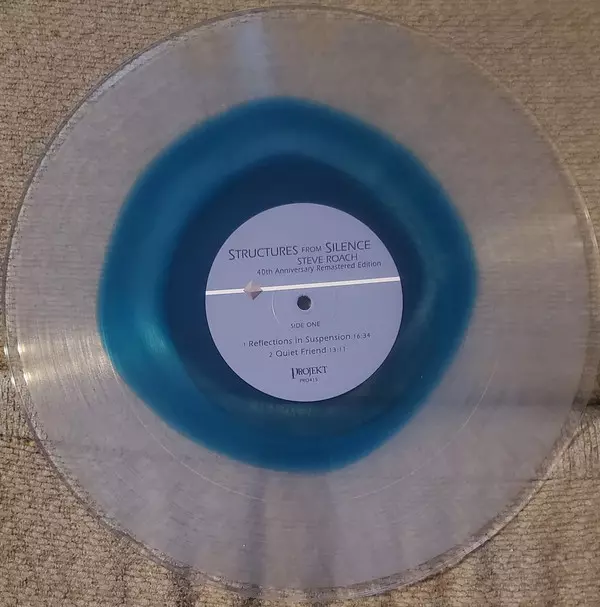 STRUCTURES FROM SILENCE
STEVE ROACH
40th Anniversary Remastered Edition
SIDE ONE
1 Reflections in Suspension 16:34
2 Quiet Friend 13:11
PROJEKT